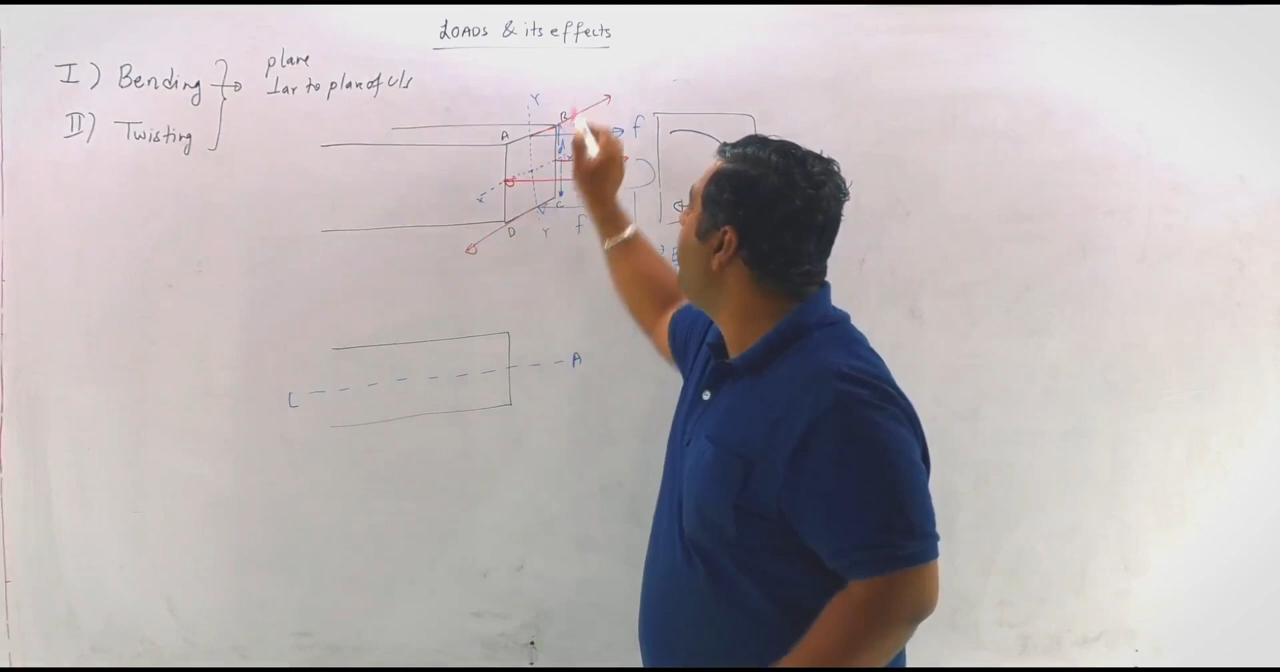 LOADS & its effects
I) Bending
II) Twisting
plane
⊥ar to plan of c/s
Y
A
B
f
C
D
Y
f
L
A